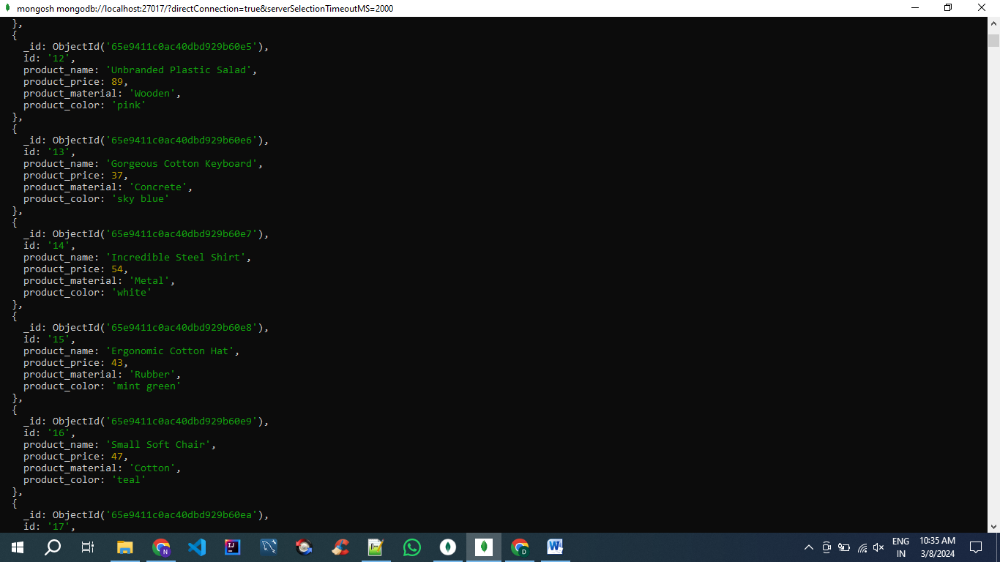 mongosh mongodb://localhost:27017/?directConnection=true&serverSelectionTimeoutMS=2000
},
{
_id: ObjectId('65e9411c0ac40dbd929b60e5'),
id: '12',
product_name: 'Unbranded Plastic Salad',
product_price: 89,
product_material: 'Wooden',
product_color: 'pink'
},
{
_id: ObjectId('65e9411c0ac40dbd929b60e6'),
id: '13',
product_name: 'Gorgeous Cotton Keyboard',
product_price: 37,
product_material: 'Concrete',
product_color: 'sky blue'
},
{
_id: ObjectId('65e9411c0ac40dbd929b60e7'),
id: '14',
product_name: 'Incredible Steel Shirt',
product_price: 54,
product_material: 'Metal',
product_color: 'white'
},
{
_id: ObjectId('65e9411c0ac40dbd929b60e8'),
id: '15',
product_name: 'Ergonomic Cotton Hat',
product_price: 43,
product_material: 'Rubber',
product_color: 'mint green'
},
{
_id: ObjectId('65e9411c0ac40dbd929b60e9'),
id: '16',
product_name: 'Small Soft Chair',
product_price: 47,
product_material: 'Cotton',
product_color: 'teal'
},
{
_id: ObjectId('65e9411c0ac40dbd929b60ea'),
id: '17',
ENG
IN
10:35 AM
3/8/2024